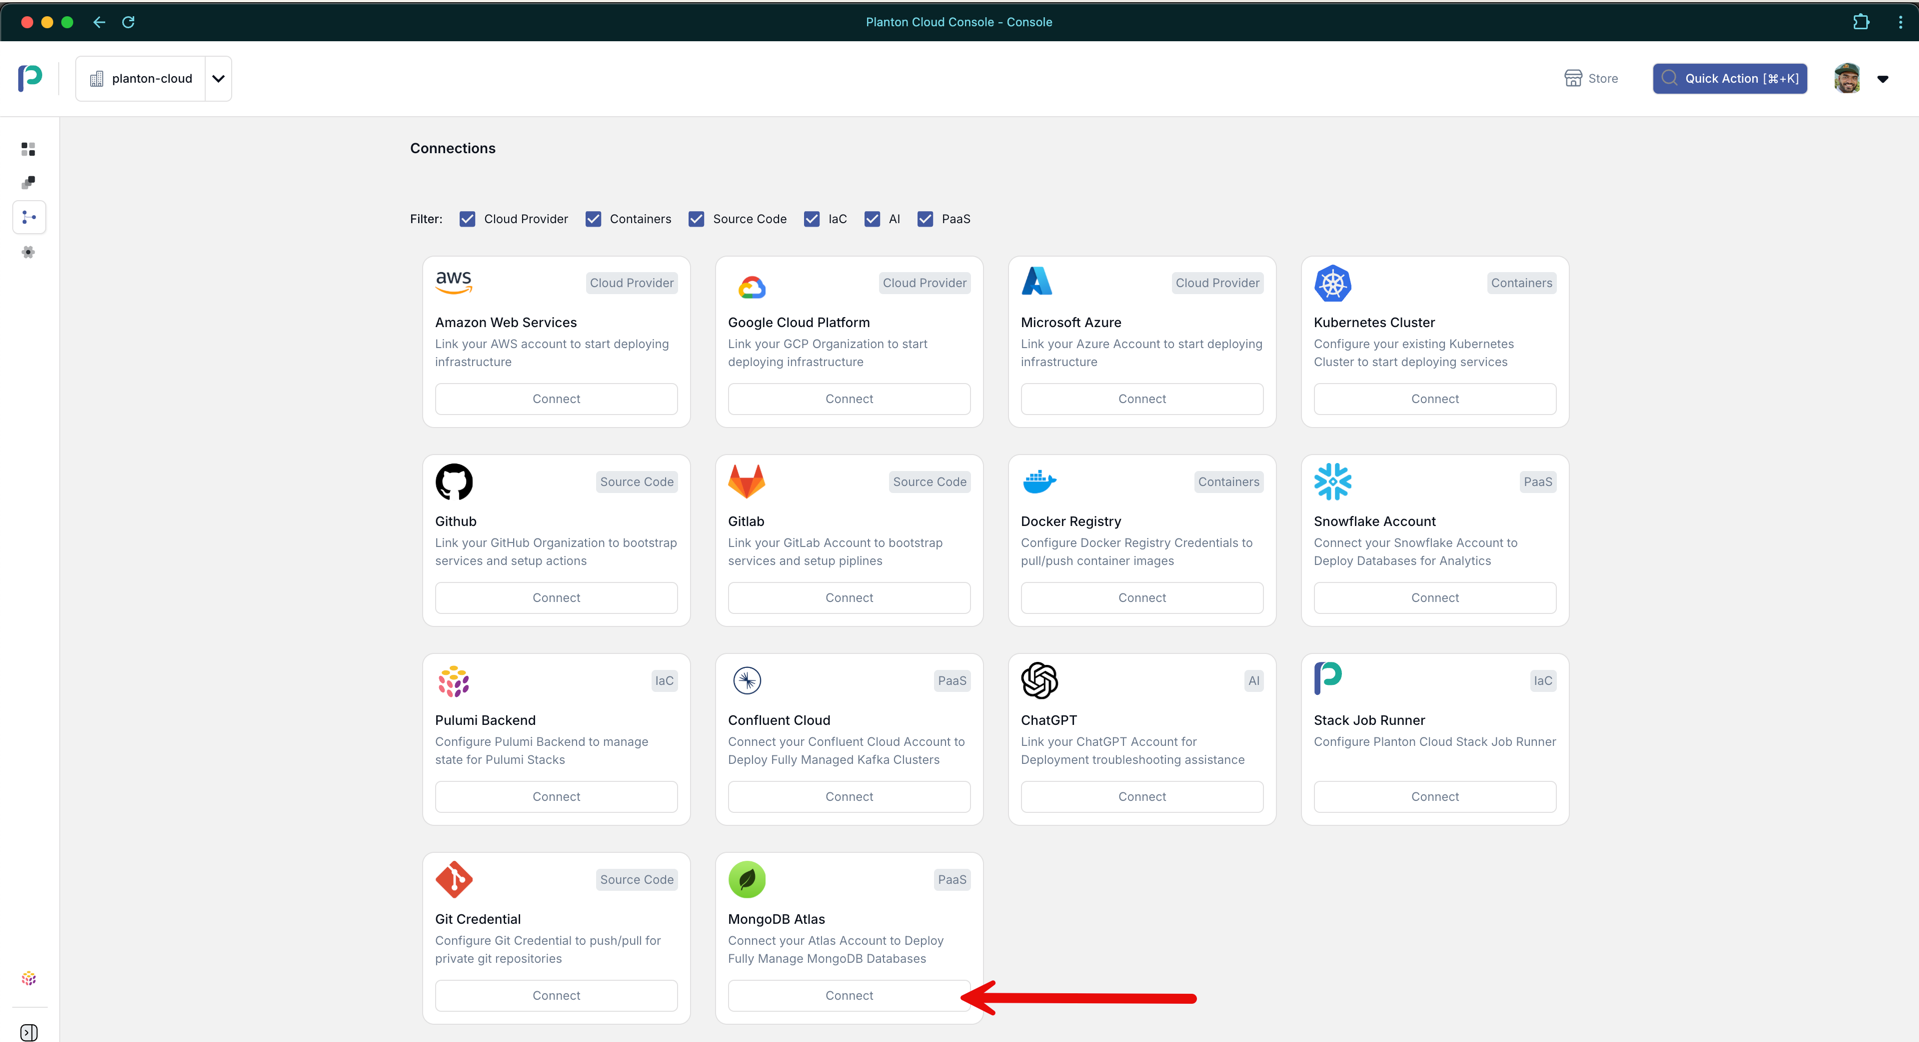 Planton Cloud Console - Console
planton-cloud
Store
Quick Action [⌘+K]
Connections
Filter:
Cloud Provider
Containers
Source Code
IaC
AI
PaaS
aws
Cloud Provider
Amazon Web Services
Link your AWS account to start deploying
infrastructure
Connect
Cloud Provider
Google Cloud Platform
Link your GCP Organization to start
deploying infrastructure
Connect
Cloud Provider
Microsoft Azure
Link your Azure Account to start deploying
infrastructure
Connect
Containers
Kubernetes Cluster
Configure your existing Kubernetes
Cluster to start deploying services
Connect
Source Code
Github
Link your GitHub Organization to bootstrap
services and setup actions
Connect
Source Code
Gitlab
Link your GitLab Account to bootstrap
services and setup piplines
Connect
Containers
Docker Registry
Configure Docker Registry Credentials to
pull/push container images
Connect
PaaS
Snowflake Account
Connect your Snowflake Account to
Deploy Databases for Analytics
Connect
IaC
Pulumi Backend
Configure Pulumi Backend to manage
state for Pulumi Stacks
Connect
PaaS
Confluent Cloud
Connect your Confluent Cloud Account to
Deploy Fully Managed Kafka Clusters
Connect
AI
ChatGPT
Link your ChatGPT Account for
Deployment troubleshooting assistance
Connect
IaC
Stack Job Runner
Configure Planton Cloud Stack Job Runner
Connect
Source Code
Git Credential
Configure Git Credential to push/pull for
private git repositories
Connect
PaaS
MongoDB Atlas
Connect your Atlas Account to Deploy
Fully Manage MongoDB Databases
Connect